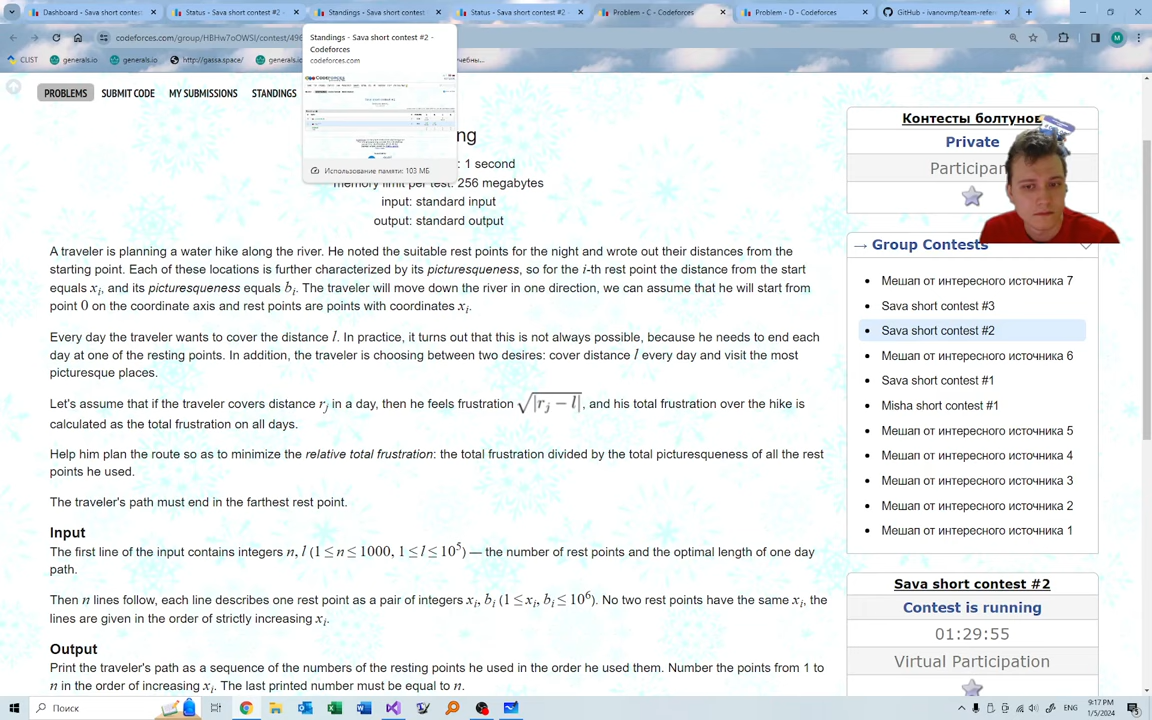 Dashboard - Sava short contest
Status - Sava short contest #2 -
Standings - Sava short contest
Status - Sava short contest #2 -
Problem - C - Codeforces
Problem - D - Codeforces
GitHub - ivanovmp/team-refe
codeforces.com/group/HBHw7oOWSI/contest/496
Standings - Sava short contest #2 -
Codeforces
codeforces.com
CLIST
generals.io
generals.io
http://gassa.space/
generals.io
PROBLEMS
SUBMIT CODE
MY SUBMISSIONS
STANDINGS
Использование памяти: 103 МБ
ng
: 1 second
memory limit per test: 256 megabytes
input: standard input
output: standard output
A traveler is planning a water hike along the river. He noted the suitable rest points for the night and wrote out their distances from the
starting point. Each of these locations is further characterized by its picturesqueness, so for the i-th rest point the distance from the start
equals xi, and its picturesqueness equals bi. The traveler will move down the river in one direction, we can assume that he will start from
point 0 on the coordinate axis and rest points are points with coordinates xi.
Every day the traveler wants to cover the distance l. In practice, it turns out that this is not always possible, because he needs to end each
day at one of the resting points. In addition, the traveler is choosing between two desires: cover distance l every day and visit the most
picturesque places.
Let's assume that if the traveler covers distance rj in a day, then he feels frustration √|rj − l|, and his total frustration over the hike is
calculated as the total frustration on all days.
Help him plan the route so as to minimize the relative total frustration: the total frustration divided by the total picturesqueness of all the rest
points he used.
The traveler's path must end in the farthest rest point.
Input
The first line of the input contains integers n, l (1 ≤ n ≤ 1000, 1 ≤ l ≤ 10^5) — the number of rest points and the optimal length of one day
path.
Then n lines follow, each line describes one rest point as a pair of integers xi, bi (1 ≤ xi, bi ≤ 10^6). No two rest points have the same xi, the
lines are given in the order of strictly increasing xi.
Output
Print the traveler's path as a sequence of the numbers of the resting points he used in the order he used them. Number the points from 1 to
n in the order of increasing xi. The last printed number must be equal to n.
Контесты болтунов
Private
Participan
→ Group Contests
Мешап от интересного источника 7
Sava short contest #3
Sava short contest #2
Мешап от интересного источника 6
Sava short contest #1
Misha short contest #1
Мешап от интересного источника 5
Мешап от интересного источника 4
Мешап от интересного источника 3
Мешап от интересного источника 2
Мешап от интересного источника 1
Sava short contest #2
Contest is running
01:29:55
Virtual Participation
Поиск
ENG
9:17 PM
1/5/2024